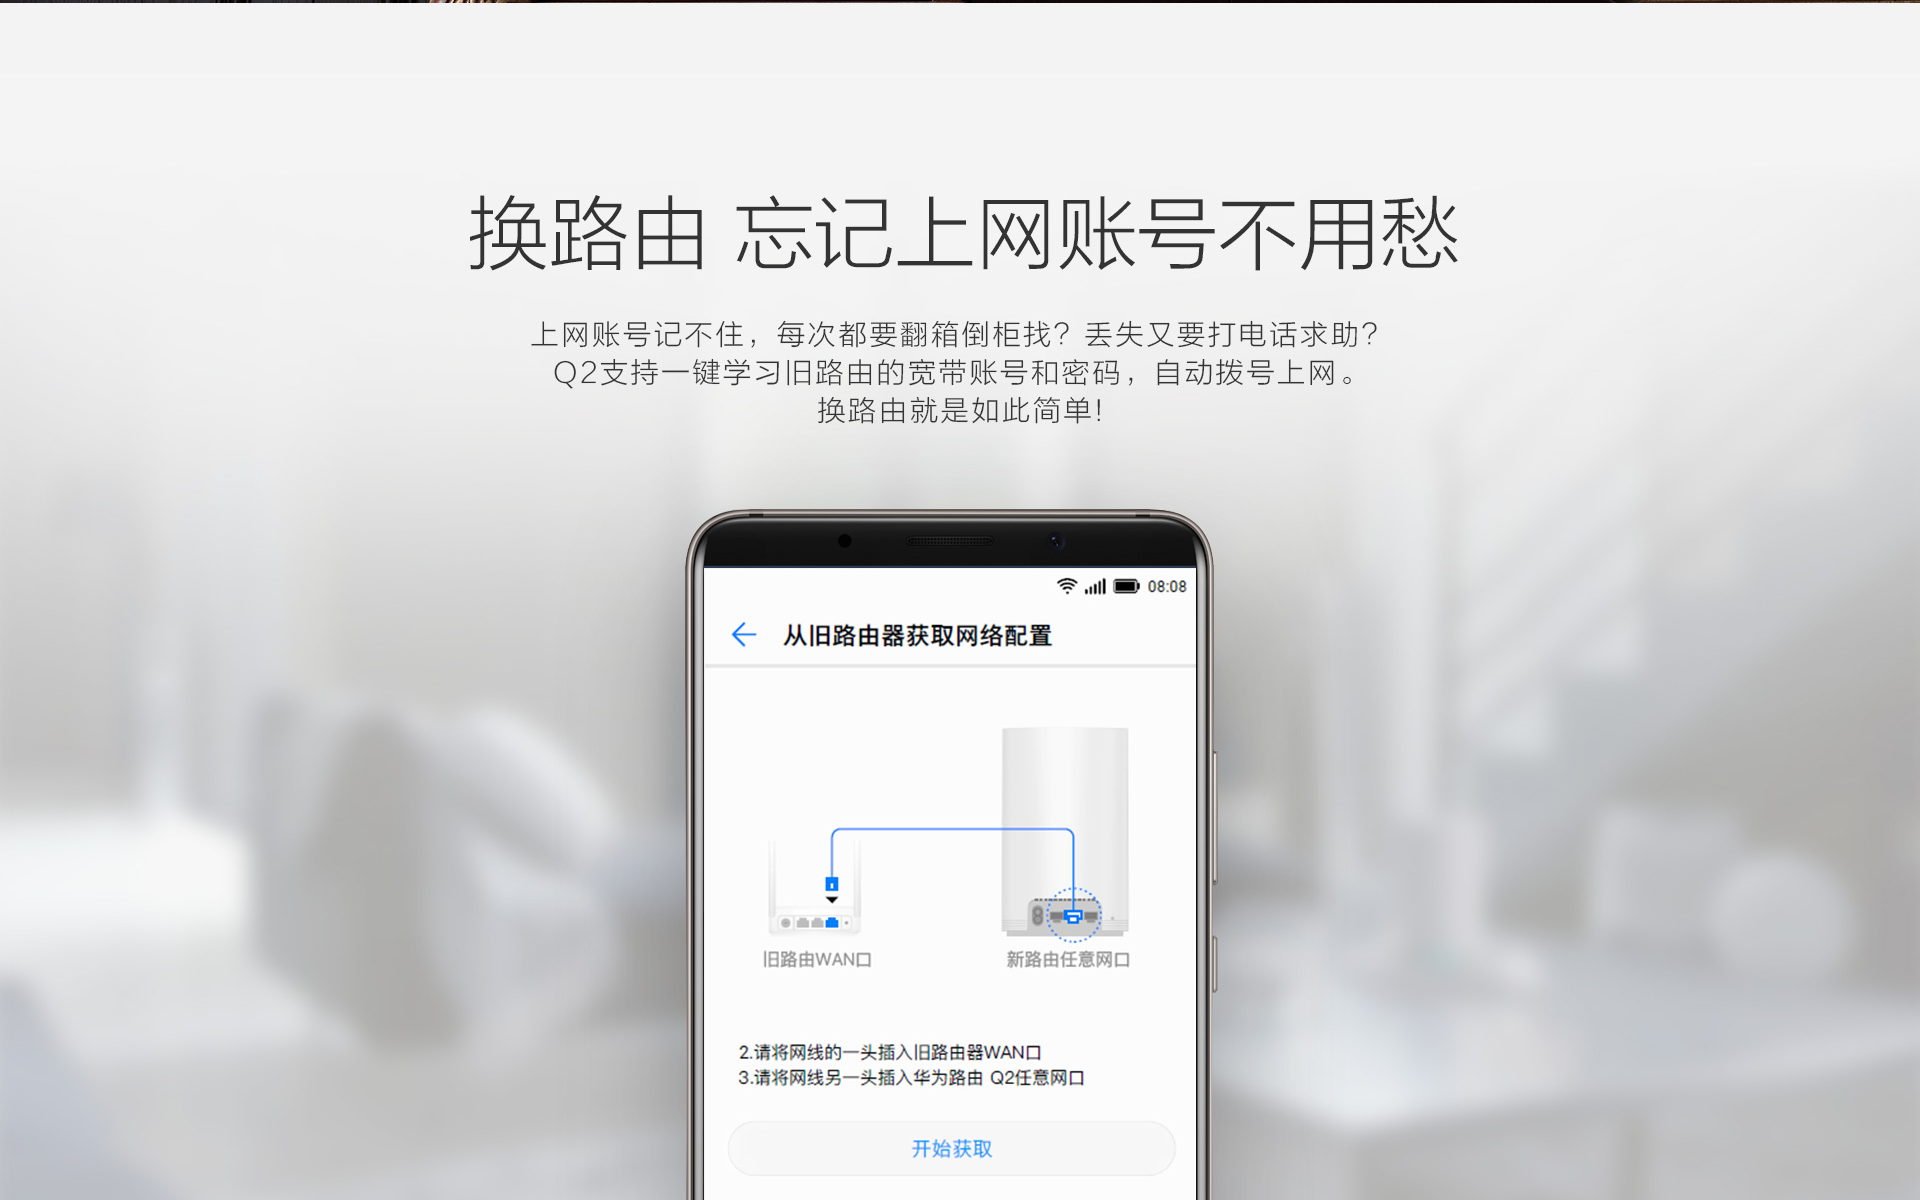 换路由 忘记上网账号不用愁
上网账号记不住，每次都要翻箱倒柜找？丢失又要打电话求助？
Q2支持一键学习旧路由的宽带账号和密码，自动拨号上网。
换路由就是如此简单！
08:08
从旧路由器获取网络配置
旧路由WAN口
新路由任意网口
2.请将网线的一头插入旧路由器WAN口
3.请将网线另一头插入华为路由 Q2任意网口
开始获取